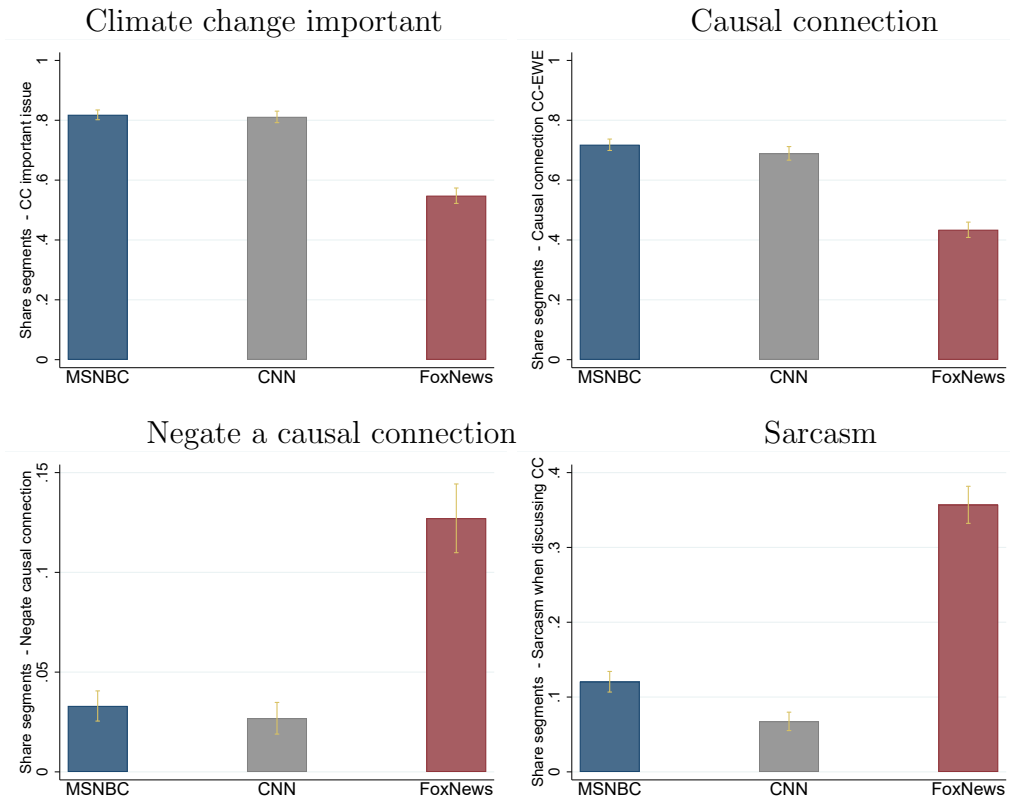 Climate change important
Share segments - CC important issue
1
.8
.6
.4
.2
0
MSNBC CNN FoxNews
Causal connection
Share segments - Causal connection CC-EWE
1
.8
.6
.4
.2
0
MSNBC CNN FoxNews
Negate a causal connection
Share segments - Negate causal connection
.15
.1
.05
0
MSNBC CNN FoxNews
Sarcasm
Share segments - Sarcasm when discussing CC
.4
.3
.2
.1
0
MSNBC CNN FoxNews